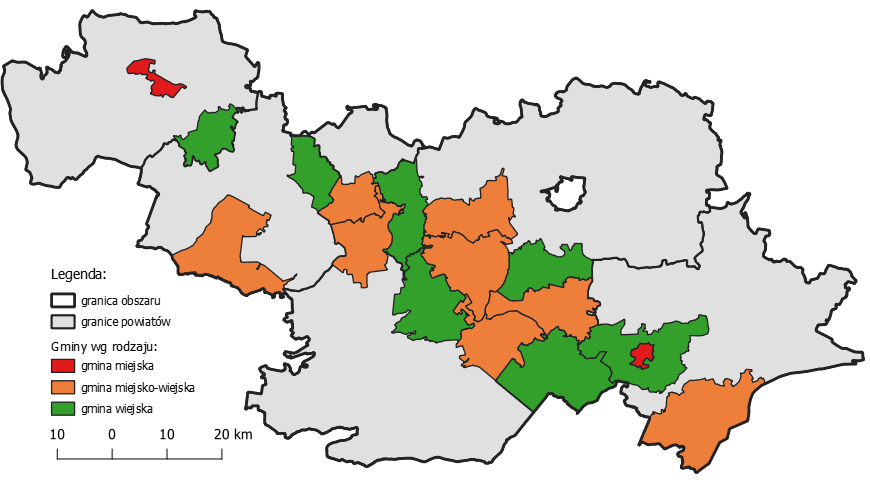 Legenda:
granica obszaru
granice powiatów
Gminy wg rodzaju:
gmina miejska
gmina miejsko-wiejska
gmina wiejska
10 0 10 20 km